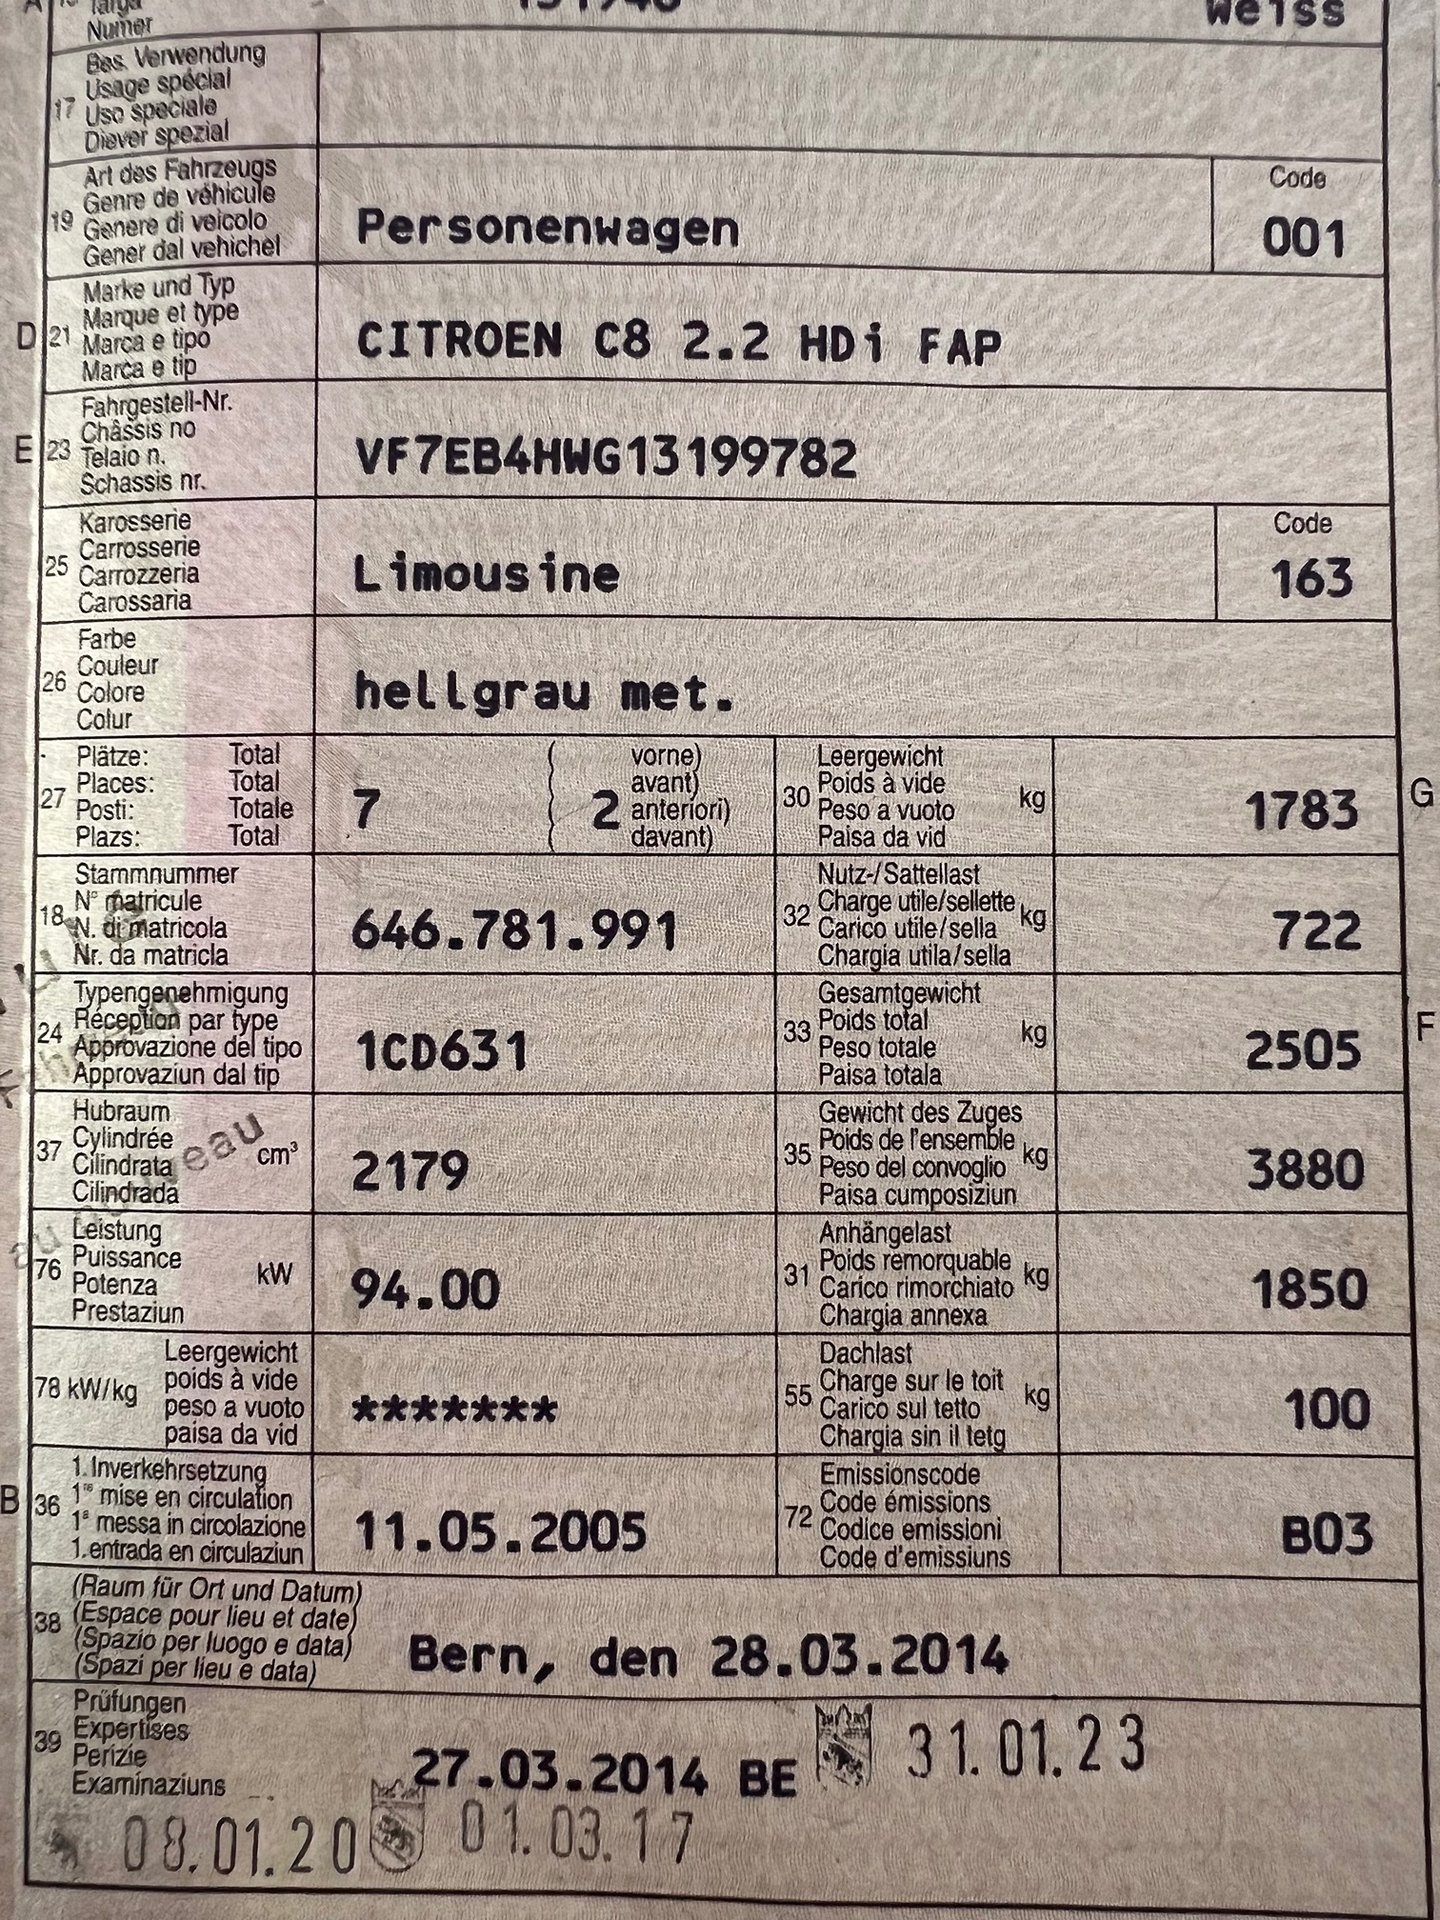 Targa
Numer
Weiss
17
Bes. Verwendung
Usage spécial
Uso speciale
Diever spezial
19
Art des Fahrzeugs
Genre de véhicule
Genere di veicolo
Gener dal vehichel
Personenwagen
Code
001
D 21
Marke und Typ
Marque et type
Marca e tipo
Marca e tip
CITROEN C8 2.2 HDi FAP
E 23
Fahrgestell-Nr.
Châssis no
Telaio n.
Schassis nr.
VF7EB4HWG13199782
25
Karosserie
Carrosserie
Carrozzeria
Carossaria
Limousine
Code
163
26
Farbe
Couleur
Colore
Colur
hellgrau met.
27
Plätze: Total
Places: Total
Posti: Totale
Plazs: Total
7
( vorne)
( avant)
( 2 anteriori)
( davant)
30
Leergewicht
Poids à vide
Peso a vuoto
Paisa da vid
kg
1783
G
18
Stammnummer
N° matricule
N. di matricola
Nr. da matricla
646.781.991
32
Nutz-/Sattellast
Charge utile/sellette
Carico utile/sella
Chargia utila/sella
kg
722
24
Typengenehmigung
Réception par type
Approvazione del tipo
Approvaziun dal tip
1CD631
33
Gesamtgewicht
Poids total
Peso totale
Paisa totala
kg
2505
F
37
Hubraum
Cylindrée
Cilindrata
Cilindrada
cm³
2179
35
Gewicht des Zuges
Poids de l'ensemble
Peso del convoglio
Paisa cumposiziun
kg
3880
76
Leistung
Puissance
Potenza
Prestaziun
kW
94.00
31
Anhängelast
Poids remorquable
Carico rimorchiato
Chargia annexa
kg
1850
78 kW/kg
Leergewicht
poids à vide
peso a vuoto
paisa da vid
*******
55
Dachlast
Charge sur le toit
Carico sul tetto
Chargia sin il tetg
kg
100
B 36
1. Inverkehrsetzung
1re mise en circulation
1a messa in circolazione
1. entrada en circulaziun
11.05.2005
72
Emissionscode
Code émissions
Codice emissioni
Code d'emissiuns
B03
38
(Raum für Ort und Datum)
(Espace pour lieu et date)
(Spazio per luogo e data)
(Spazi per lieu e data)
Bern, den 28.03.2014
39
Prüfungen
Expertises
Perizie
Examinaziuns
27.03.2014 BE
31.01.23
08.01.20
01.03.17